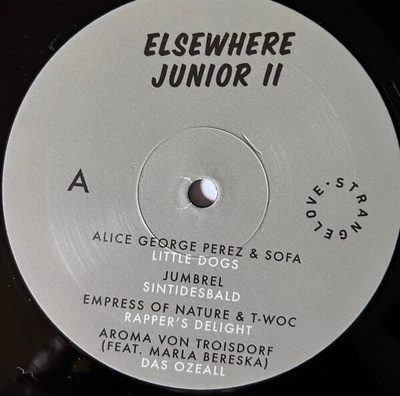 ELSEWHERE
JUNIOR II
A
STRANGELOVE •
ALICE GEORGE PEREZ & SOFA
LITTLE DOGS
JUMBREL
SINTIDESBALD
EMPRESS OF NATURE & T-WOC
RAPPER'S DELIGHT
AROMA VON TROISDORF
(FEAT. MARLA BERESKA)
DAS OZEALL